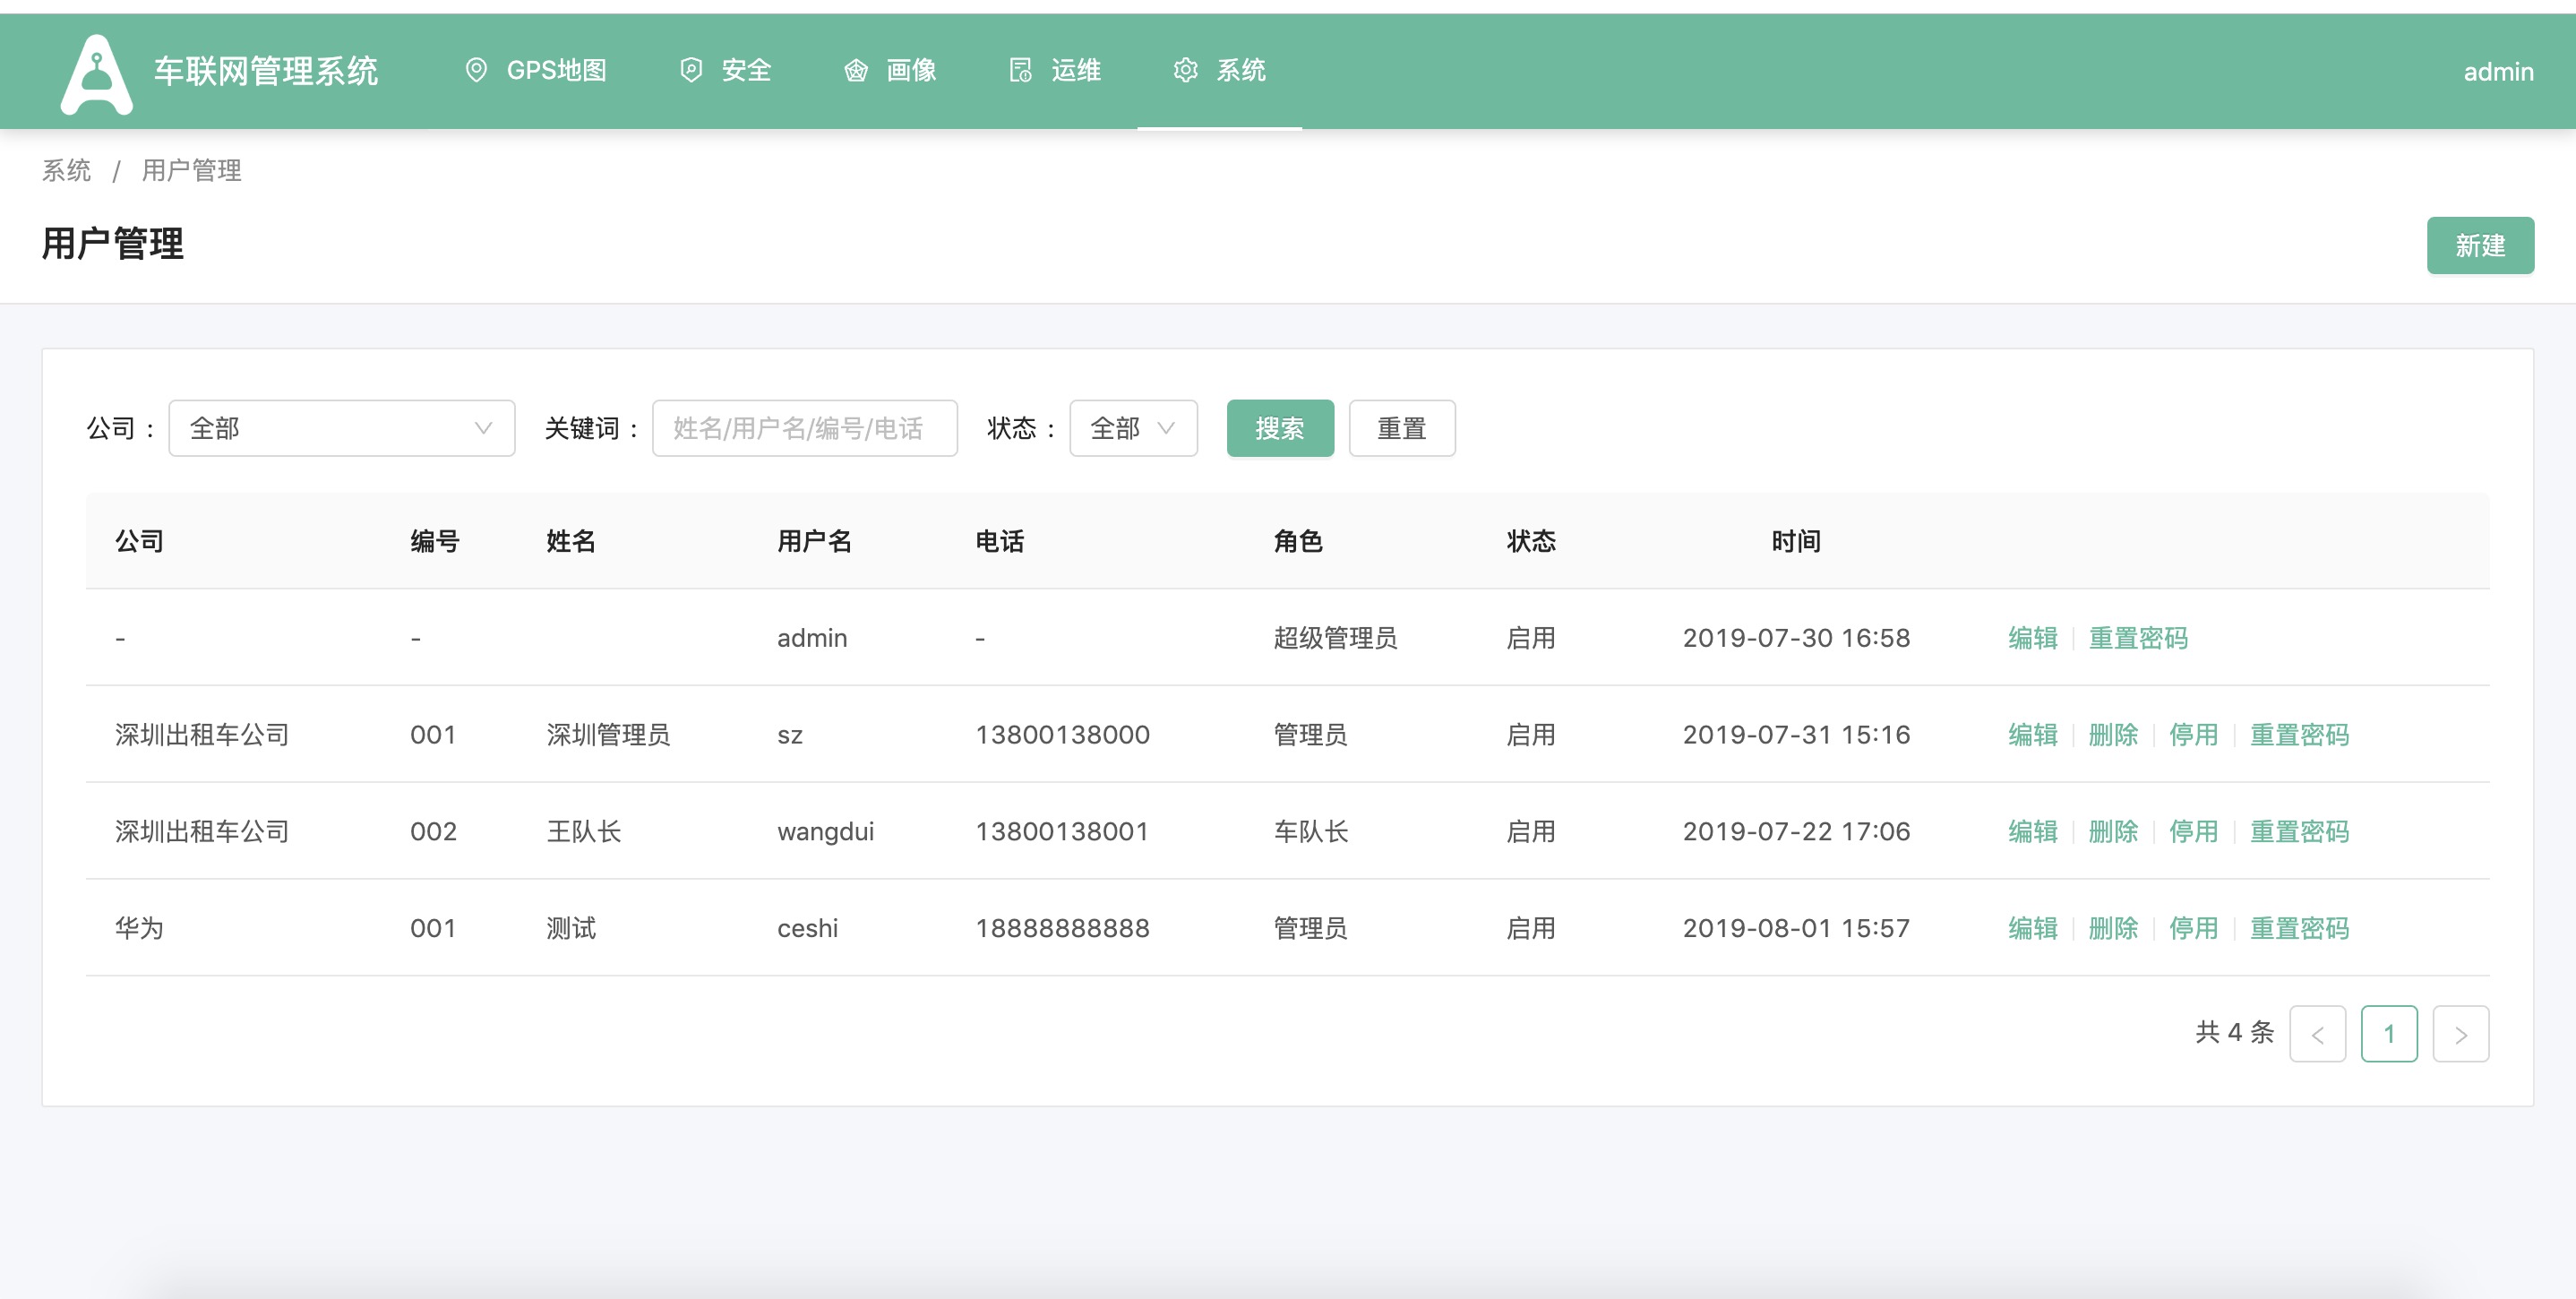 车联网管理系统 GPS地图 安全 画像 运维 系统 admin
系统 / 用户管理
用户管理 新建
公司： 全部 关键词： 姓名/用户名/编号/电话 状态： 全部 搜索 重置
公司 编号 姓名 用户名 电话 角色 状态 时间
- - admin - 超级管理员 启用 2019-07-30 16:58 编辑 重置密码
深圳出租车公司 001 深圳管理员 sz 13800138000 管理员 启用 2019-07-31 15:16 编辑 删除 停用 重置密码
深圳出租车公司 002 王队长 wangdui 13800138001 车队长 启用 2019-07-22 17:06 编辑 删除 停用 重置密码
华为 001 测试 ceshi 18888888888 管理员 启用 2019-08-01 15:57 编辑 删除 停用 重置密码
共 4 条 < 1 >